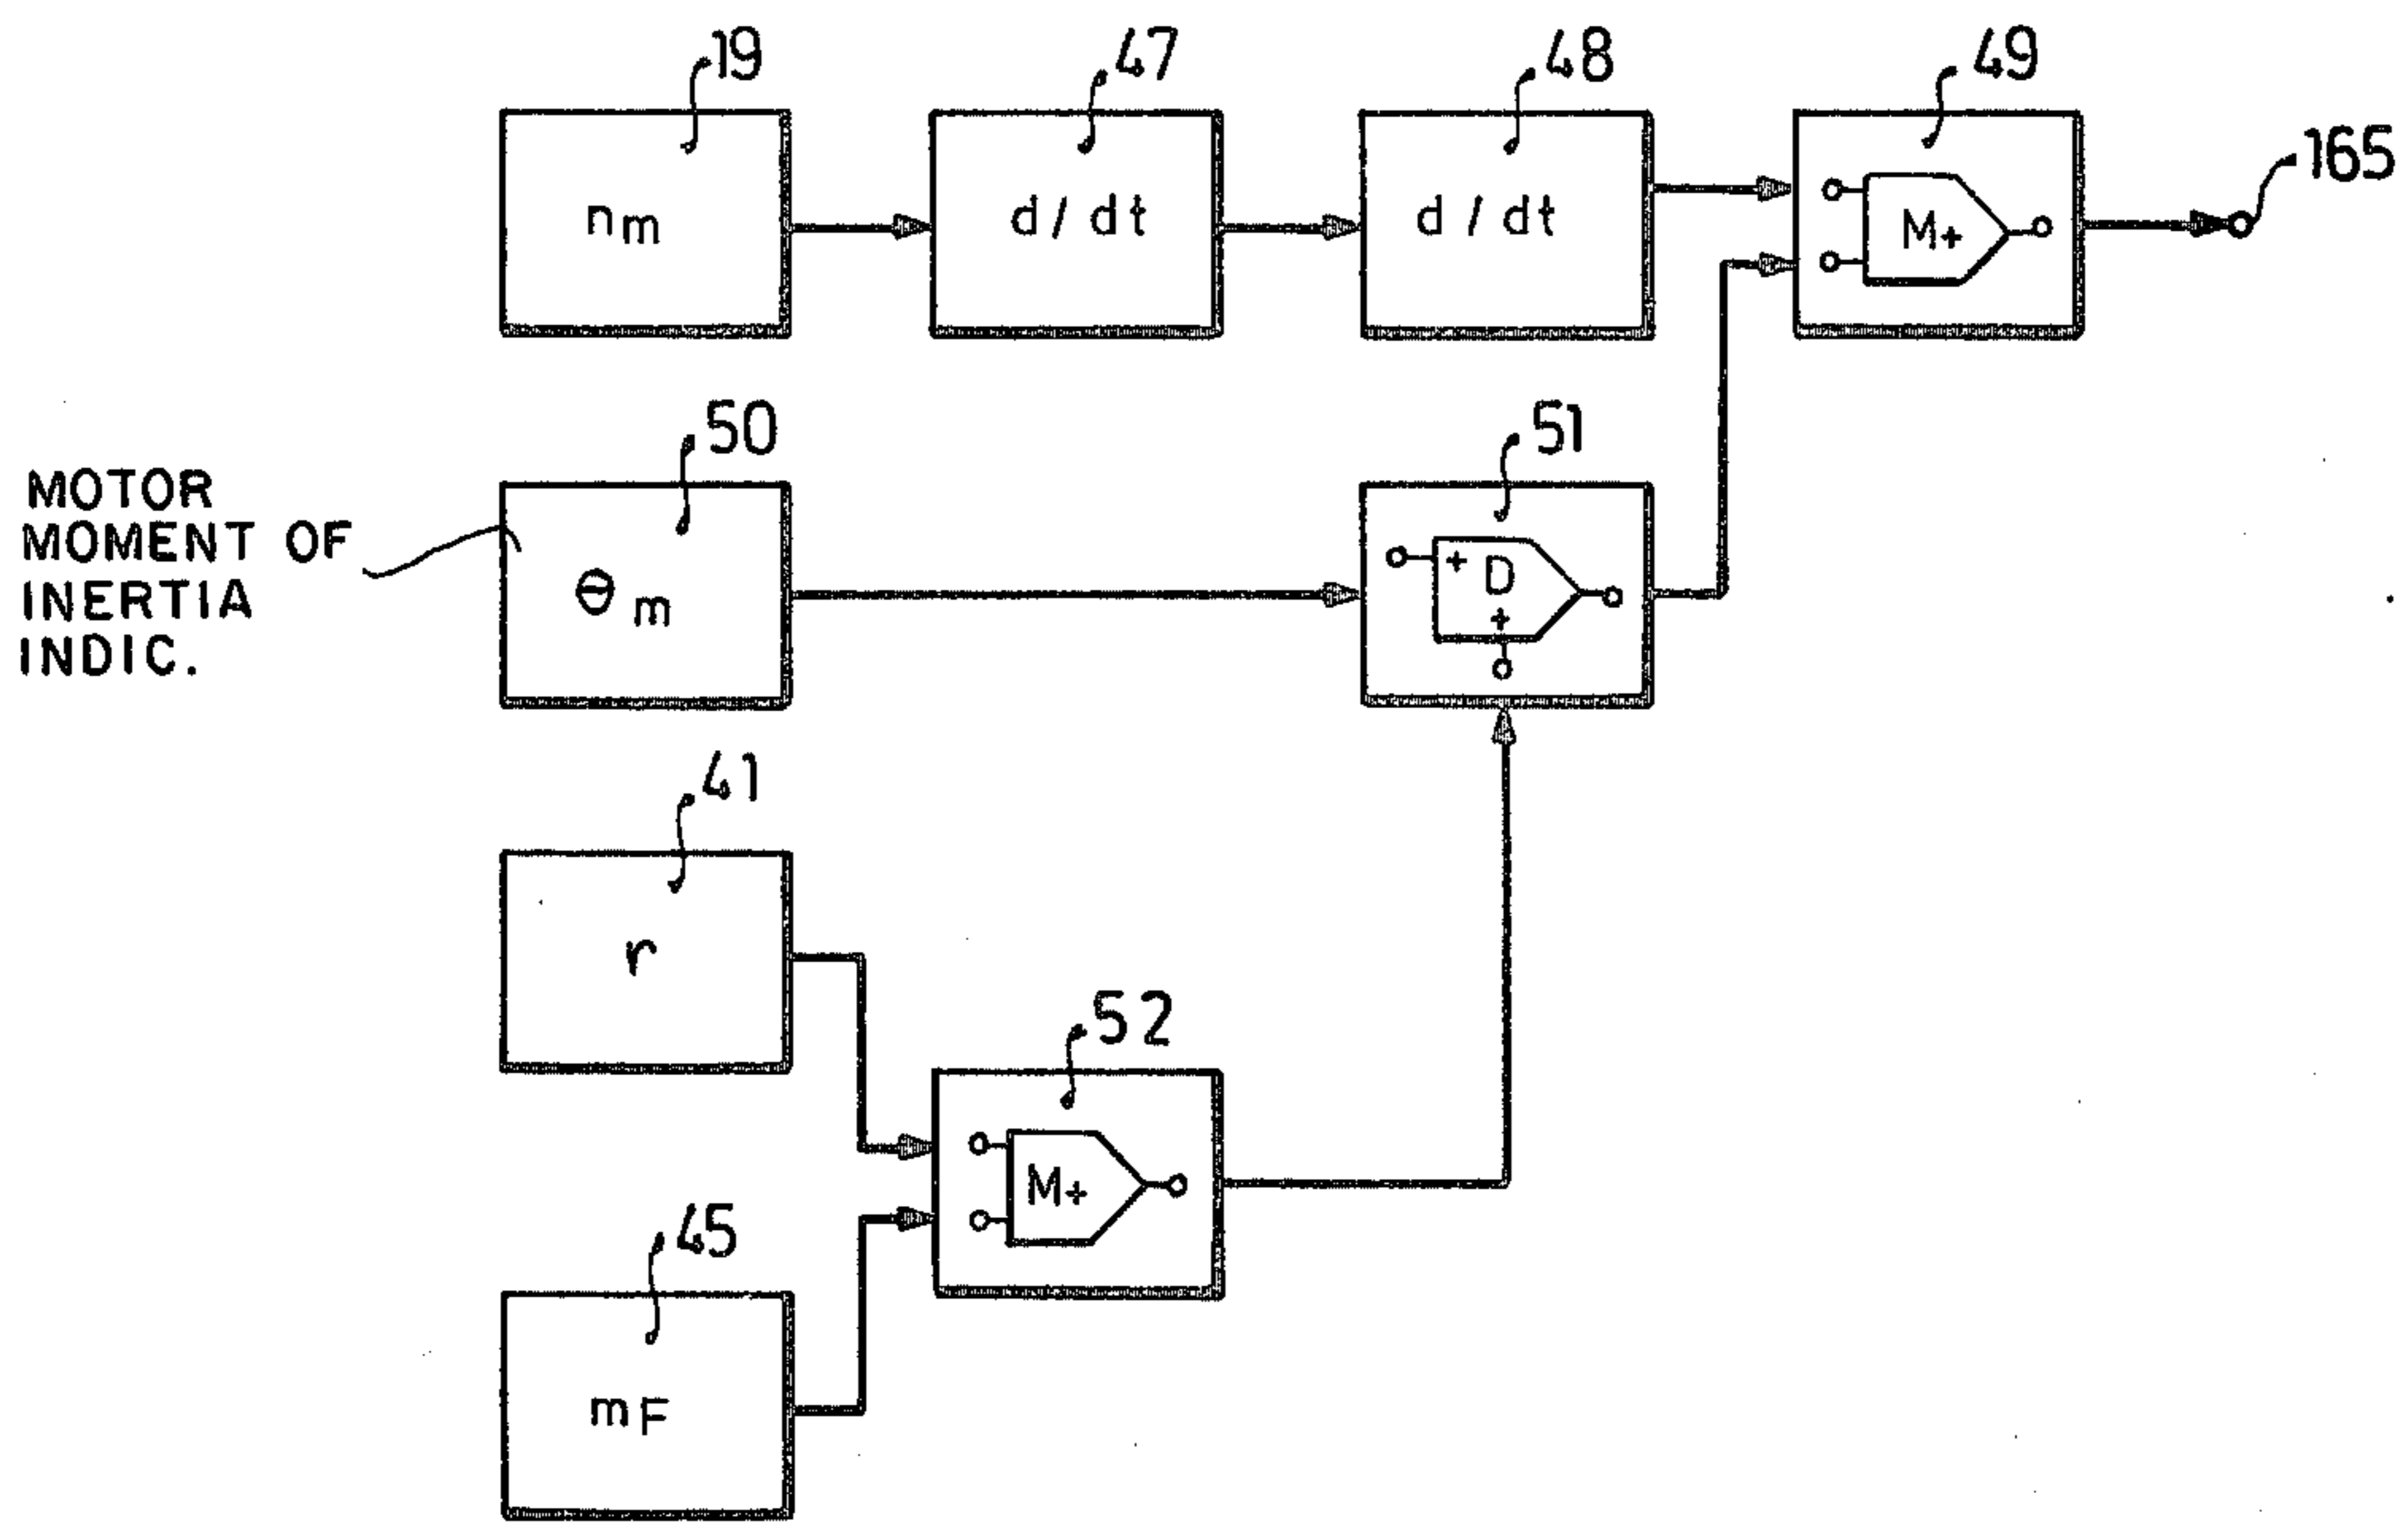 19
47
48
49
165
nm
d/dt
d/dt
M+
50
51
MOTOR
MOMENT OF
INERTIA
INDIC.
Θm
+ D
+
41
r
52
M+
45
mF